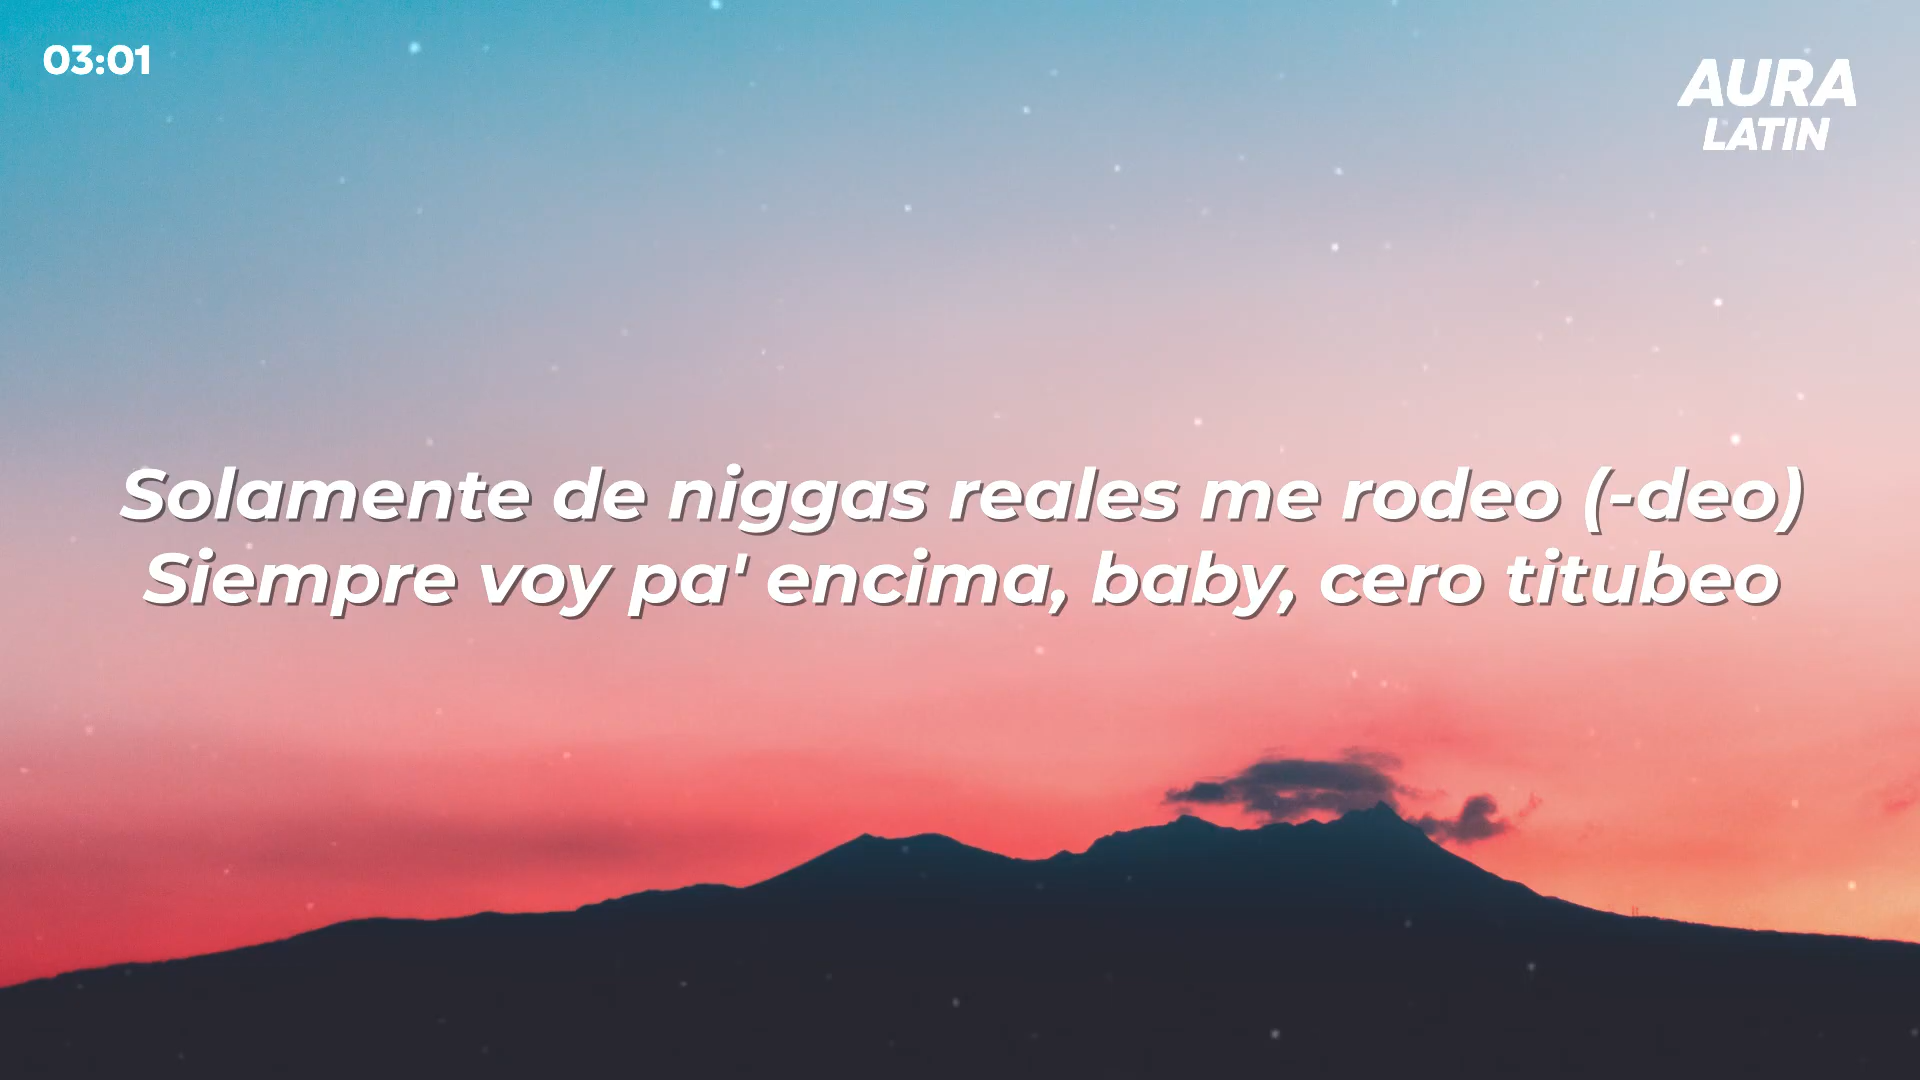 03:01
AURA
LATIN
Solamente de niggas reales me rodeo (-deo)
Siempre voy pa' encima, baby, cero titubeo